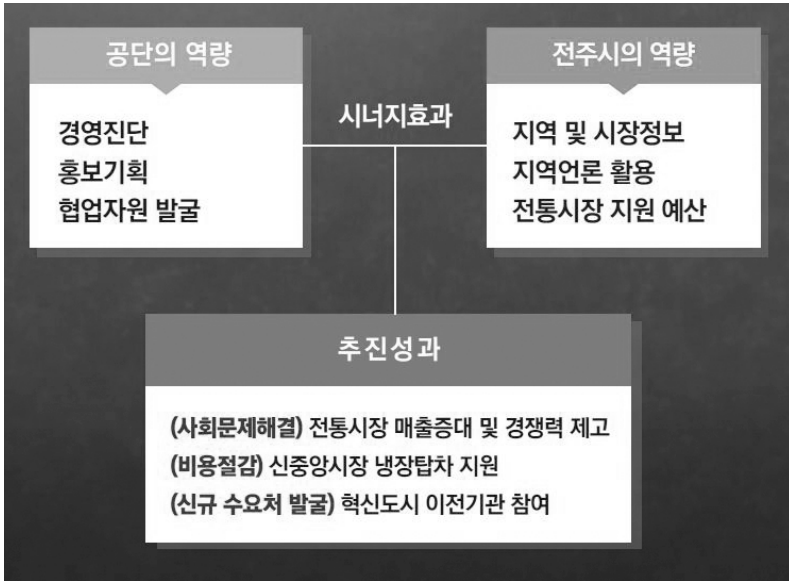 공단의 역량
경영진단
홍보기획
협업자원 발굴
시너지효과
전주시의 역량
지역 및 시장정보
지역언론 활용
전통시장 지원 예산
추진성과
(사회문제해결) 전통시장 매출증대 및 경쟁력 제고
(비용절감) 신중앙시장 냉장탑차 지원
(신규 수요처 발굴) 혁신도시 이전기관 참여